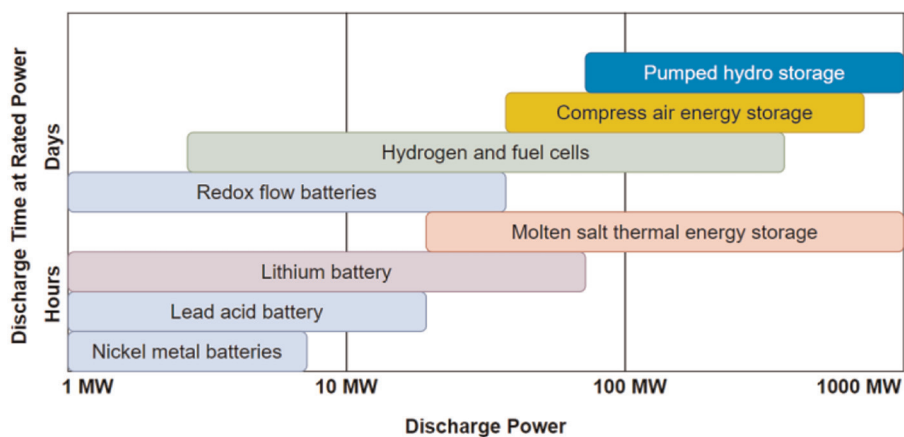 Discharge Time at Rated Power
Days
Hours
Pumped hydro storage
Compress air energy storage
Hydrogen and fuel cells
Redox flow batteries
Molten salt thermal energy storage
Lithium battery
Lead acid battery
Nickel metal batteries
1 MW
10 MW
100 MW
1000 MW
Discharge Power